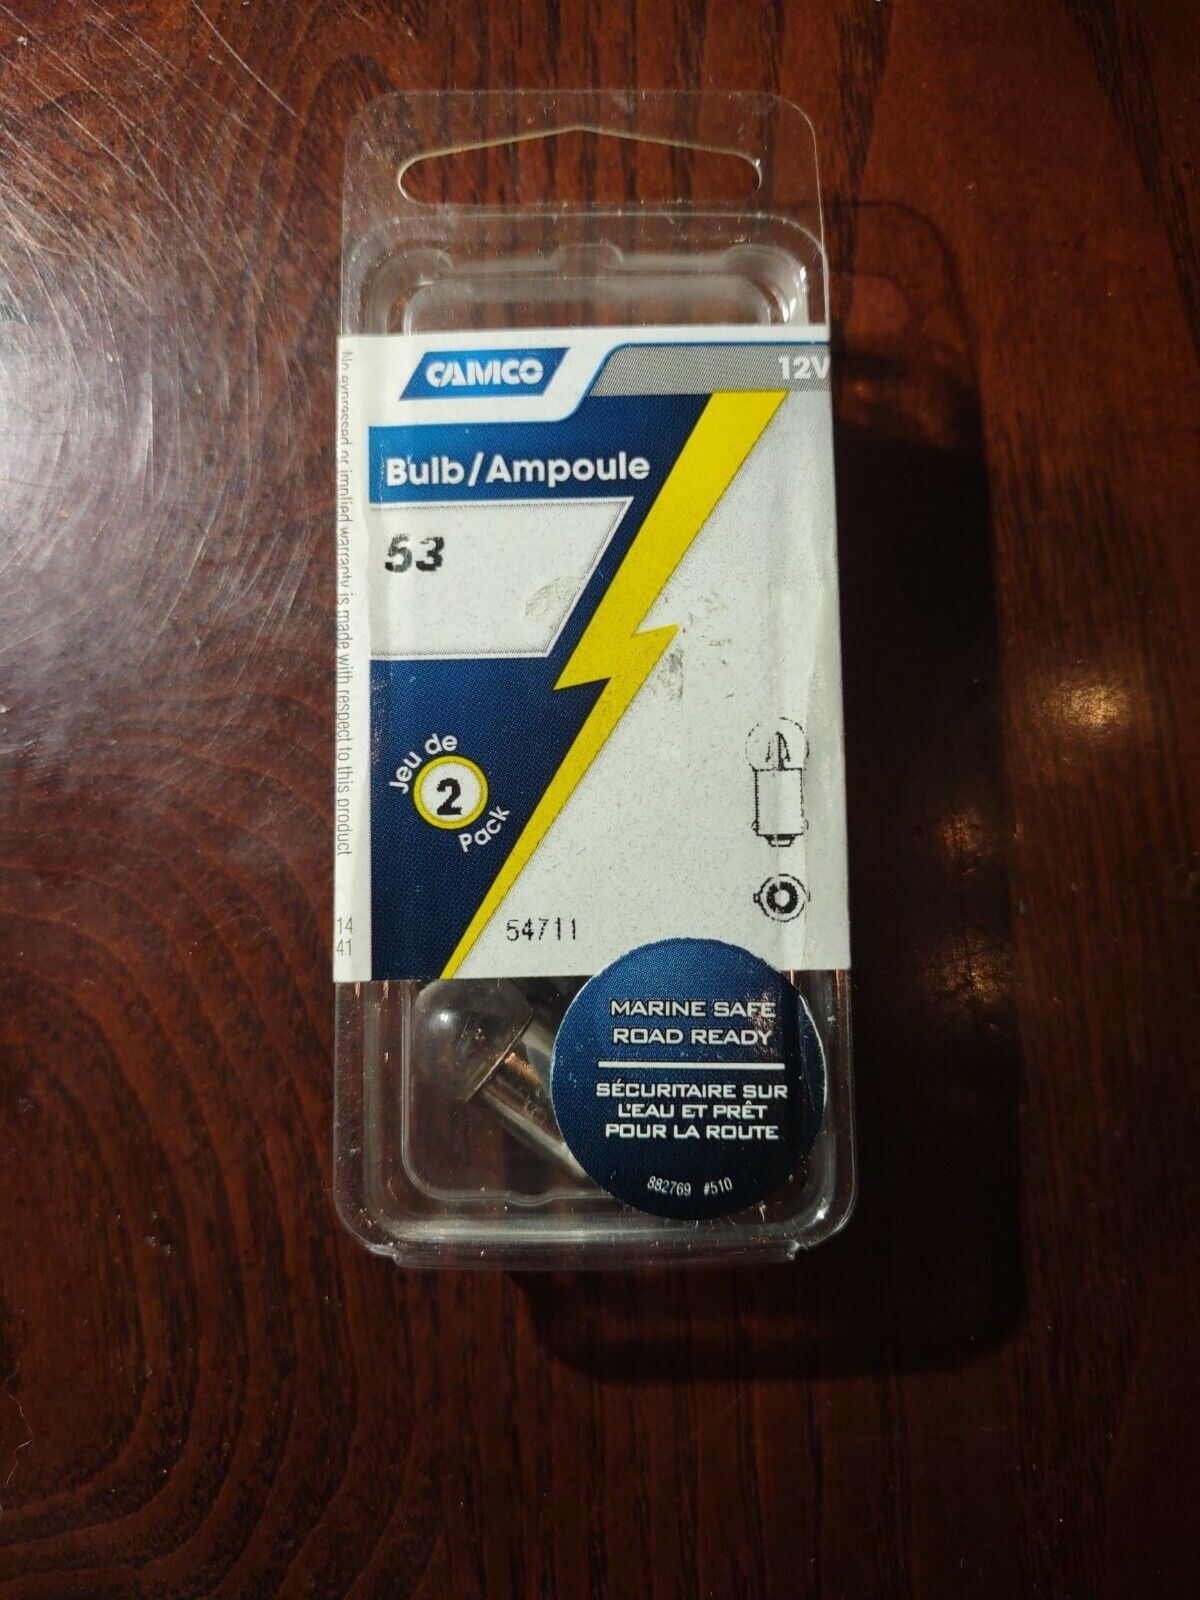 CAMCO
12V
Bulb/Ampoule
53
Jeu de
2
Pack
54711
No expressed or implied warranty is made with respect to this product
14
41
MARINE SAFE
ROAD READY
SÉCURITAIRE SUR
L'EAU ET PRÊT
POUR LA ROUTE
882769 #510